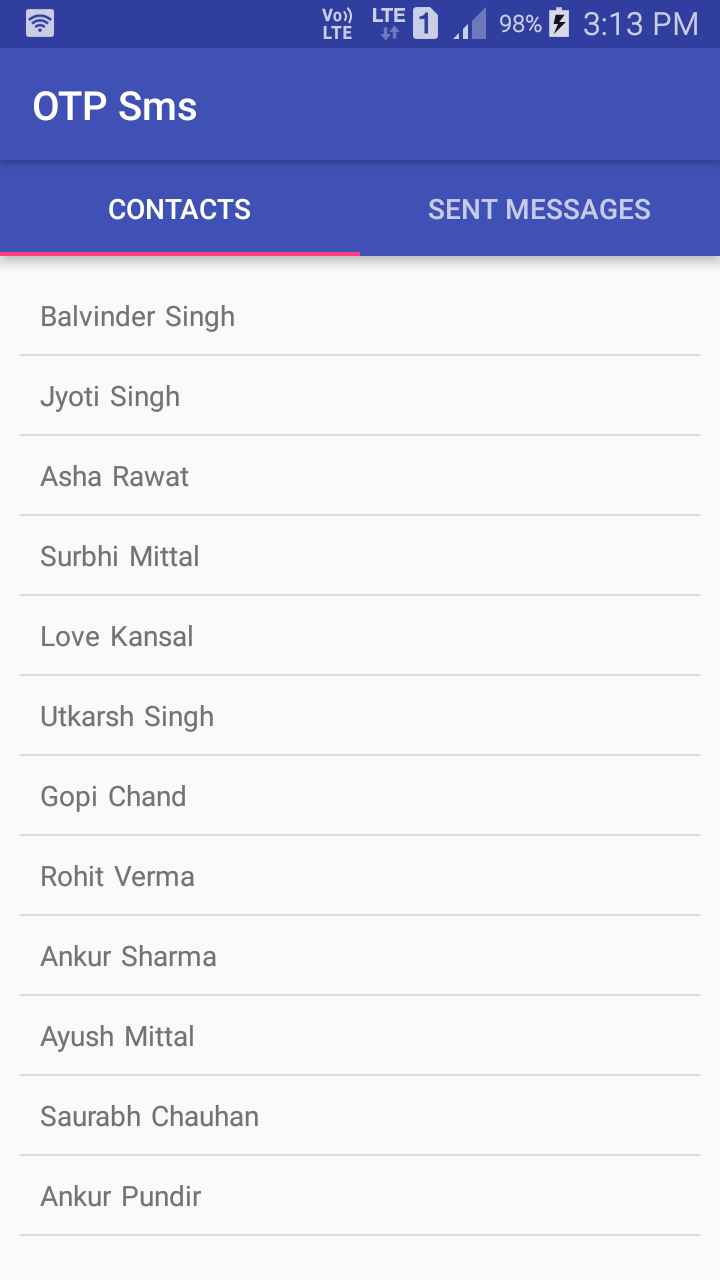 Vo)) LTE LTE 1 98% 3:13 PM
OTP Sms
CONTACTS SENT MESSAGES
Balvinder Singh
Jyoti Singh
Asha Rawat
Surbhi Mittal
Love Kansal
Utkarsh Singh
Gopi Chand
Rohit Verma
Ankur Sharma
Ayush Mittal
Saurabh Chauhan
Ankur Pundir